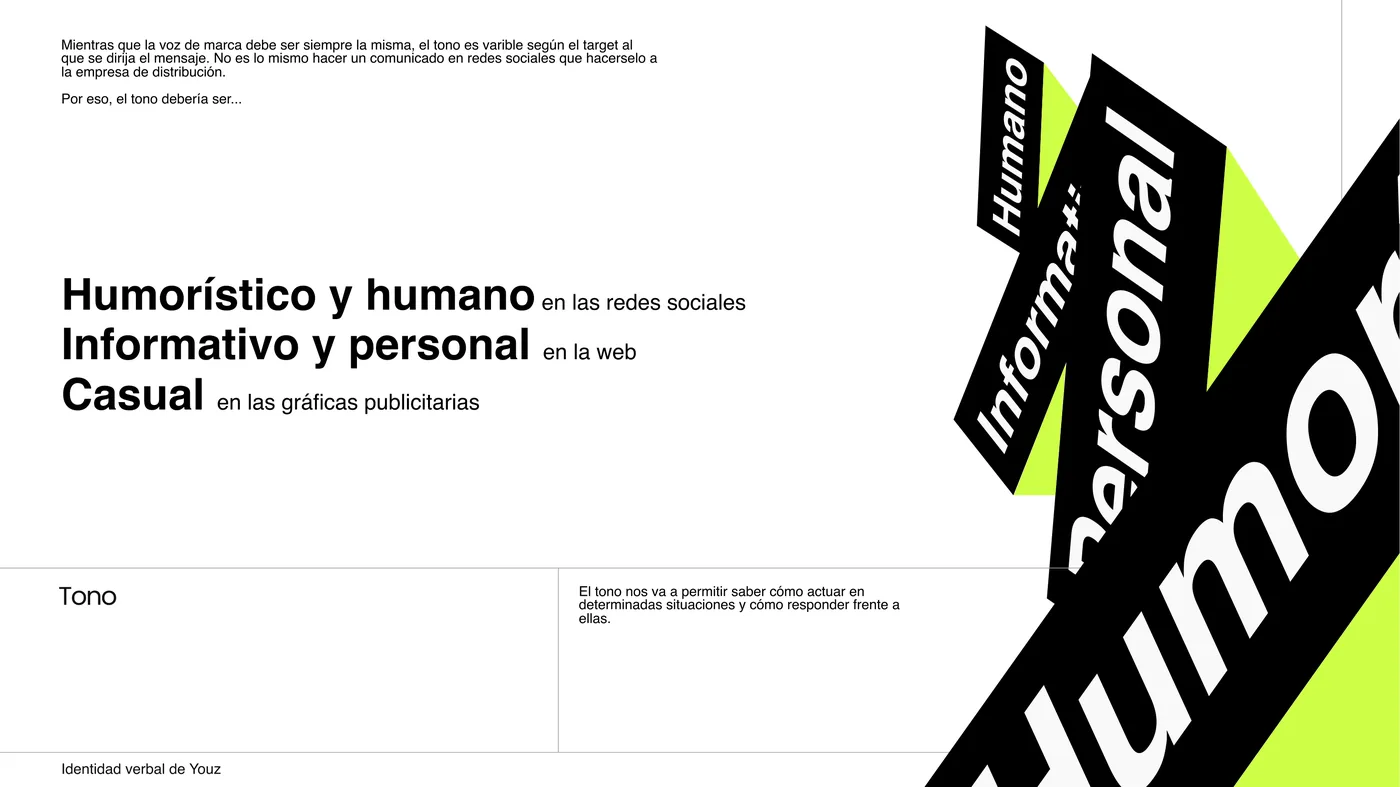 Mientras que la voz de marca debe ser siempre la misma, el tono es varible según el target al
que se dirija el mensaje. No es lo mismo hacer un comunicado en redes sociales que hacerselo a
la empresa de distribución.
Por eso, el tono debería ser...
Humorístico y humano en las redes sociales
Informativo y personal en la web
Casual en las gráficas publicitarias
Humano
Informati
Personal
Humor
Tono
El tono nos va a permitir saber cómo actuar en
determinadas situaciones y cómo responder frente a
ellas.
Identidad verbal de Youz